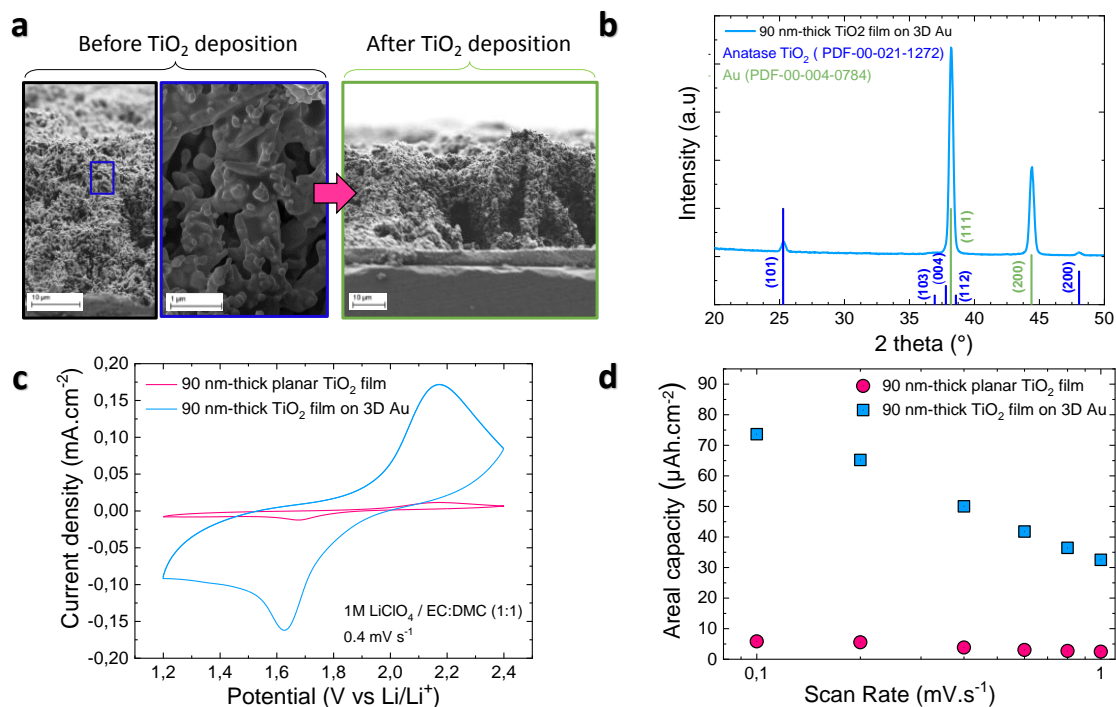 a
Before TiO₂ deposition
After TiO₂ deposition
10 µm
1 µm
10 µm
b
Intensity (a.u)
90 nm-thick TiO2 film on 3D Au
Anatase TiO₂ ( PDF-00-021-1272)
Au (PDF-00-004-0784)
(101)
(103)
(004)
(111)
(112)
(200)
(200)
20 25 30 35 40 45 50
2 theta (°)
c
Current density (mA.cm⁻²)
90 nm-thick planar TiO₂ film
90 nm-thick TiO₂ film on 3D Au
0,20
0,15
0,10
0,05
0,00
-0,05
-0,10
-0,15
-0,20
1M LiClO₄ / EC:DMC (1:1)
0.4 mV s⁻¹
1,2 1,4 1,6 1,8 2,0 2,2 2,4
Potential (V vs Li/Li⁺)
d
Areal capacity (µAh.cm⁻²)
90 nm-thick planar TiO₂ film
90 nm-thick TiO₂ film on 3D Au
90
80
70
60
50
40
30
20
10
0
0,1 1
Scan Rate (mV.s⁻¹)